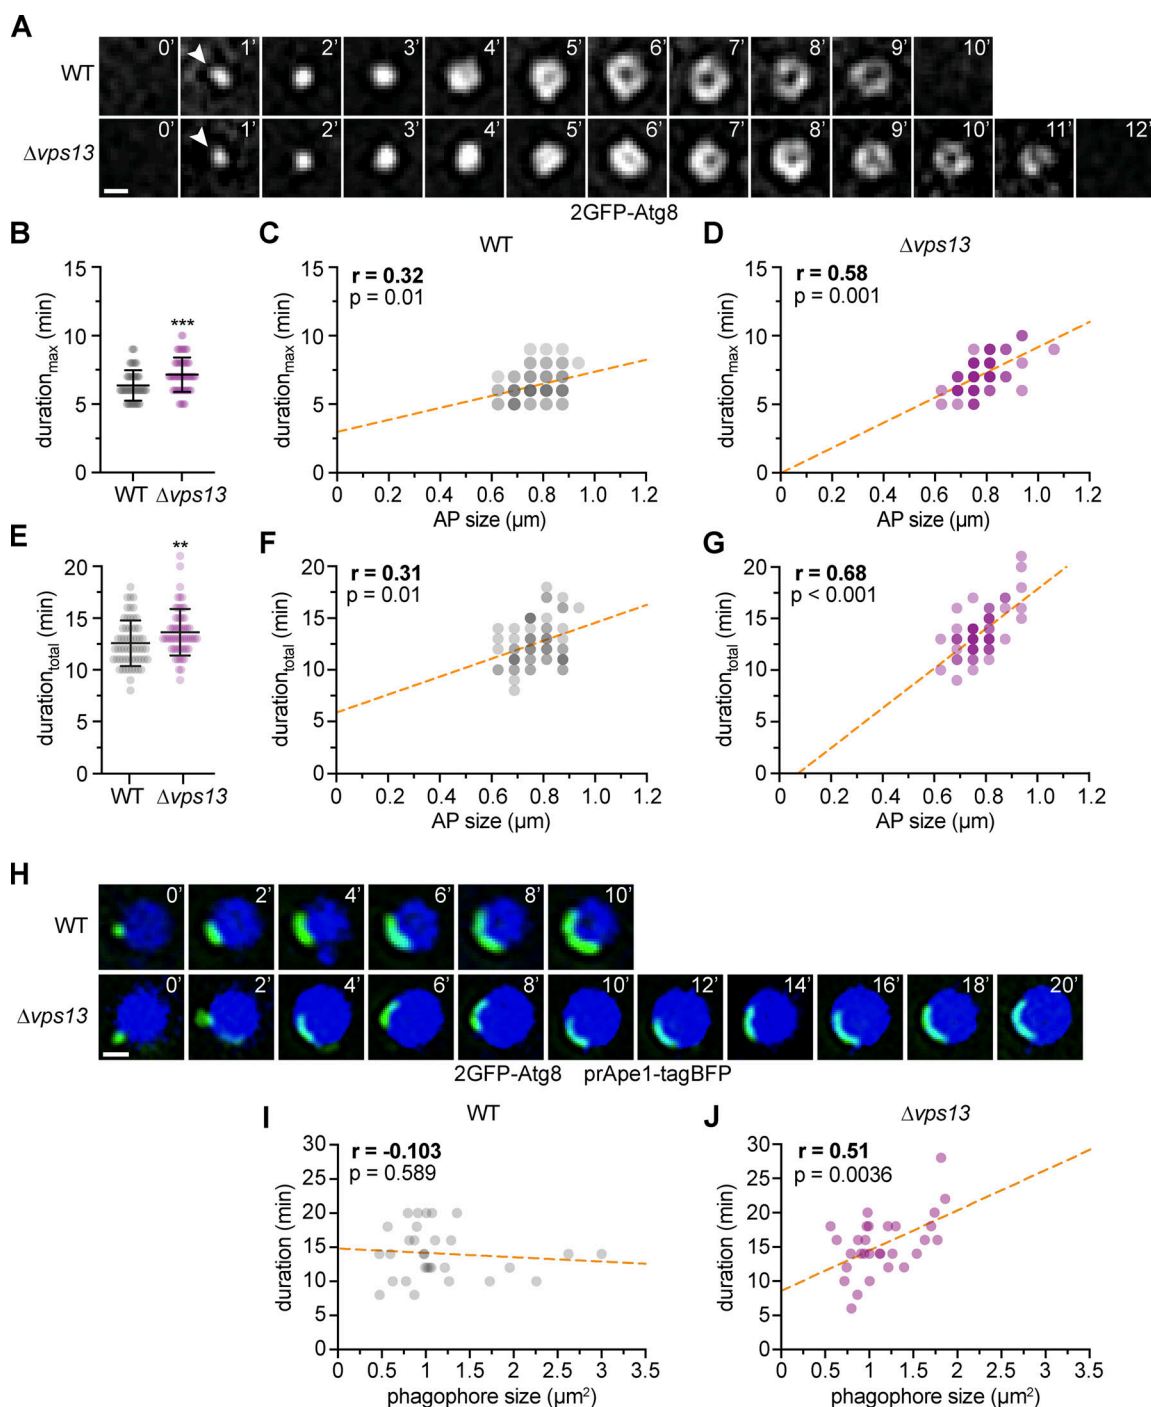 A
WT
0’ 1’ 2’ 3’ 4’ 5’ 6’ 7’ 8’ 9’ 10’
Δvps13
0’ 1’ 2’ 3’ 4’ 5’ 6’ 7’ 8’ 9’ 10’ 11’ 12’
2GFP-Atg8
B
duration max (min)
15
10
5
0
***
WT Δvps13
C
WT
r = 0.32
p = 0.01
duration max (min)
15
10
5
0
0 0.2 0.4 0.6 0.8 1.0 1.2
AP size (µm)
D
Δvps13
r = 0.58
p = 0.001
duration max (min)
15
10
5
0
0 0.2 0.4 0.6 0.8 1.0 1.2
AP size (µm)
E
duration total (min)
20
15
10
5
0
**
WT Δvps13
F
r = 0.31
p = 0.01
duration total (min)
20
15
10
5
0
0 0.2 0.4 0.6 0.8 1.0 1.2
AP size (µm)
G
r = 0.68
p < 0.001
duration total (min)
20
15
10
5
0
0 0.2 0.4 0.6 0.8 1.0 1.2
AP size (µm)
H
WT
0’ 2’ 4’ 6’ 8’ 10’
Δvps13
0’ 2’ 4’ 6’ 8’ 10’ 12’ 14’ 16’ 18’ 20’
2GFP-Atg8 prApe1-tagBFP
I
WT
r = -0.103
p = 0.589
duration (min)
30
25
20
15
10
5
0
0 0.5 1 1.5 2 2.5 3 3.5
phagophore size (µm²)
J
Δvps13
r = 0.51
p = 0.0036
duration (min)
30
25
20
15
10
5
0
0 0.5 1 1.5 2 2.5 3 3.5
phagophore size (µm²)